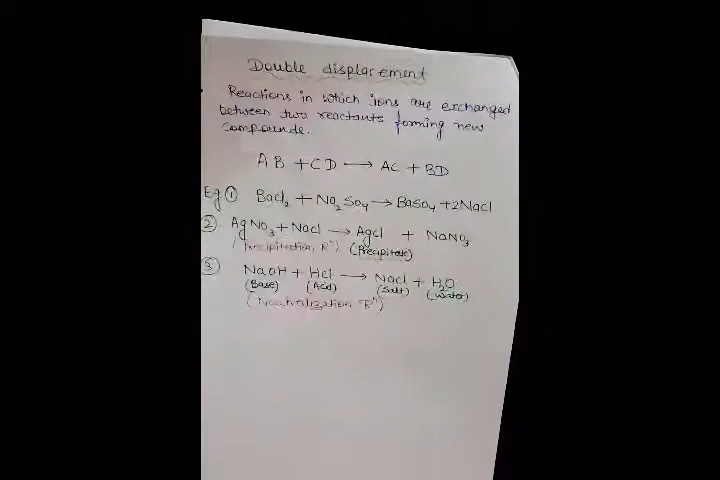 Double displacement
Reactions in which ions are exchanged
between two reactants forming new
compounds.
AB + CD → AC + BD
Eg ① BaCl₂ + Na₂SO₄ → BaSO₄ + 2NaCl
② AgNO₃ + NaCl → AgCl + NaNO₃
(Precipitation Rⁿ) (Precipitate)
③ NaOH + HCl → NaCl + H₂O
(Base) (Acid) (Salt) (Water)
(Neutralization Rⁿ)